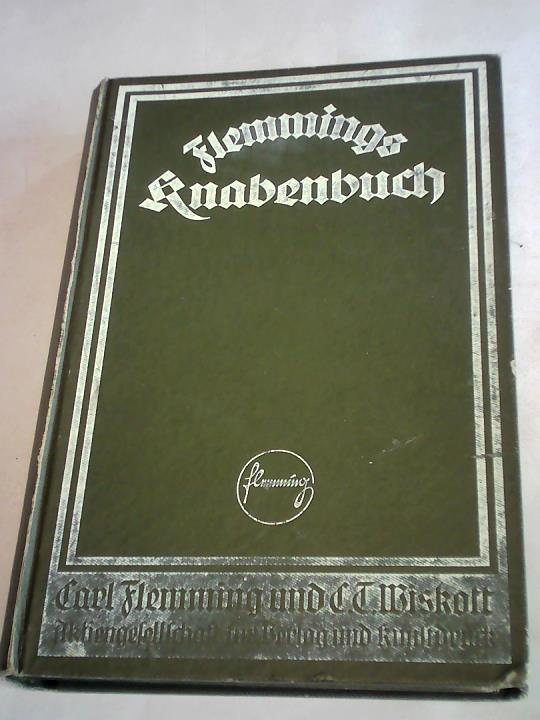 Flemmings
Knabenbuch
flemming
Carl Flemming und C.T. Wiskott
Aktiengesellschaft für Verlag und Kunstdruck